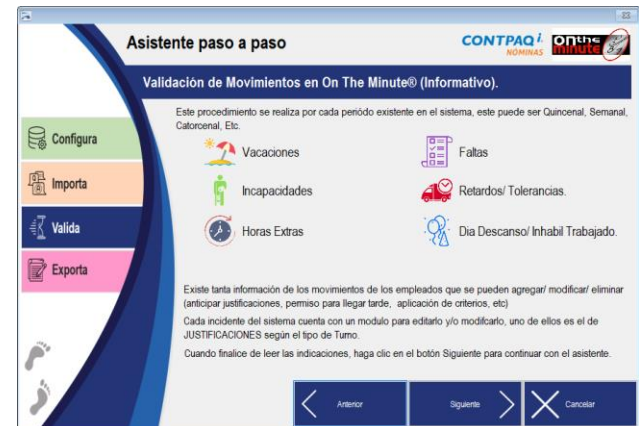 Asistente paso a paso
CONTPAQ i
NÓMINAS
On the
minute
Validación de Movimientos en On The Minute® (Informativo).
Este procedimiento se realiza por cada periódo existente en el sistema, este puede ser Quincenal, Semanal,
Catorcenal, Etc.
Configura
Importa
Valida
Exporta
Vacaciones
Faltas
Incapacidades
Retardos/ Tolerancias.
Horas Extras
Dia Descanso/ Inhabil Trabajado.
Existe tanta información de los movimientos de los empleados que se pueden agregar/ modificar/ eliminar
(anticipar justificaciones, permiso para llegar tarde, aplicación de criterios, etc)
Cada incidente del sistema cuenta con un modulo para editarlo y/o modifcarlo, uno de ellos es el de
JUSTIFICACIONES según el tipo de Turno.
Cuando finalice de leer las indicaciones, haga clic en el botón Siguiente para continuar con el asistente.
Anterior
Siguiente
Cancelar